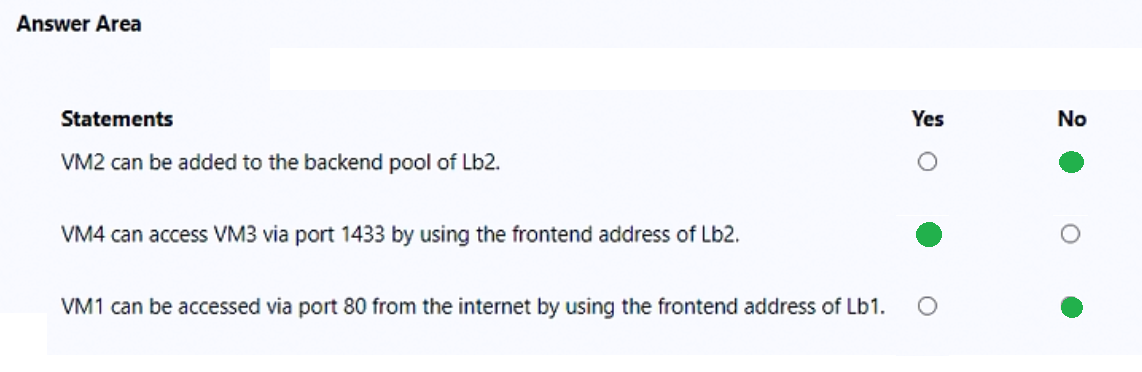 Answer Area
Statements Yes No
VM2 can be added to the backend pool of Lb2.
VM4 can access VM3 via port 1433 by using the frontend address of Lb2.
VM1 can be accessed via port 80 from the internet by using the frontend address of Lb1.